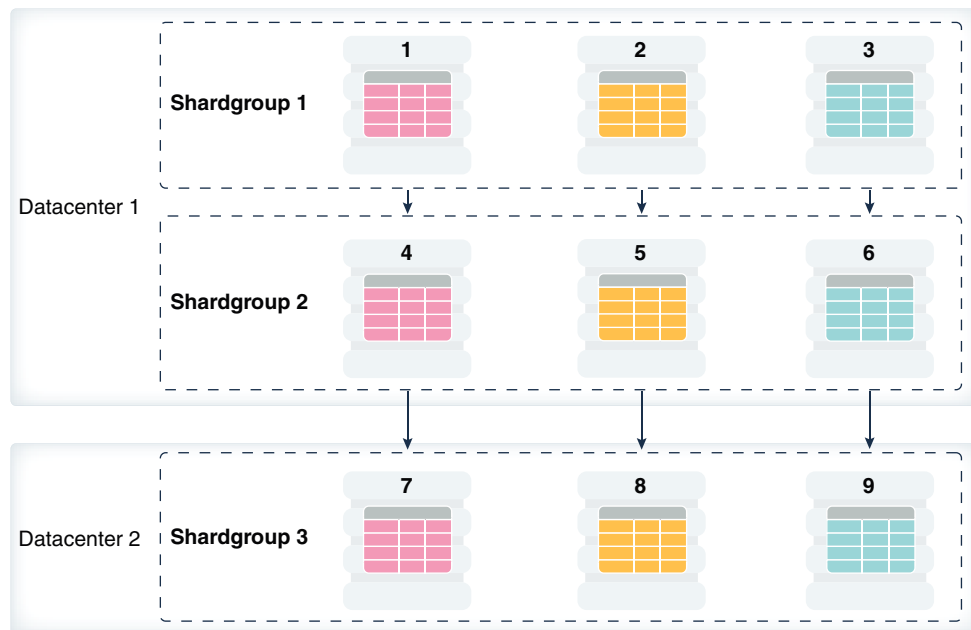 1 2 3
Shardgroup 1
Datacenter 1
4 5 6
Shardgroup 2
7 8 9
Datacenter 2 Shardgroup 3